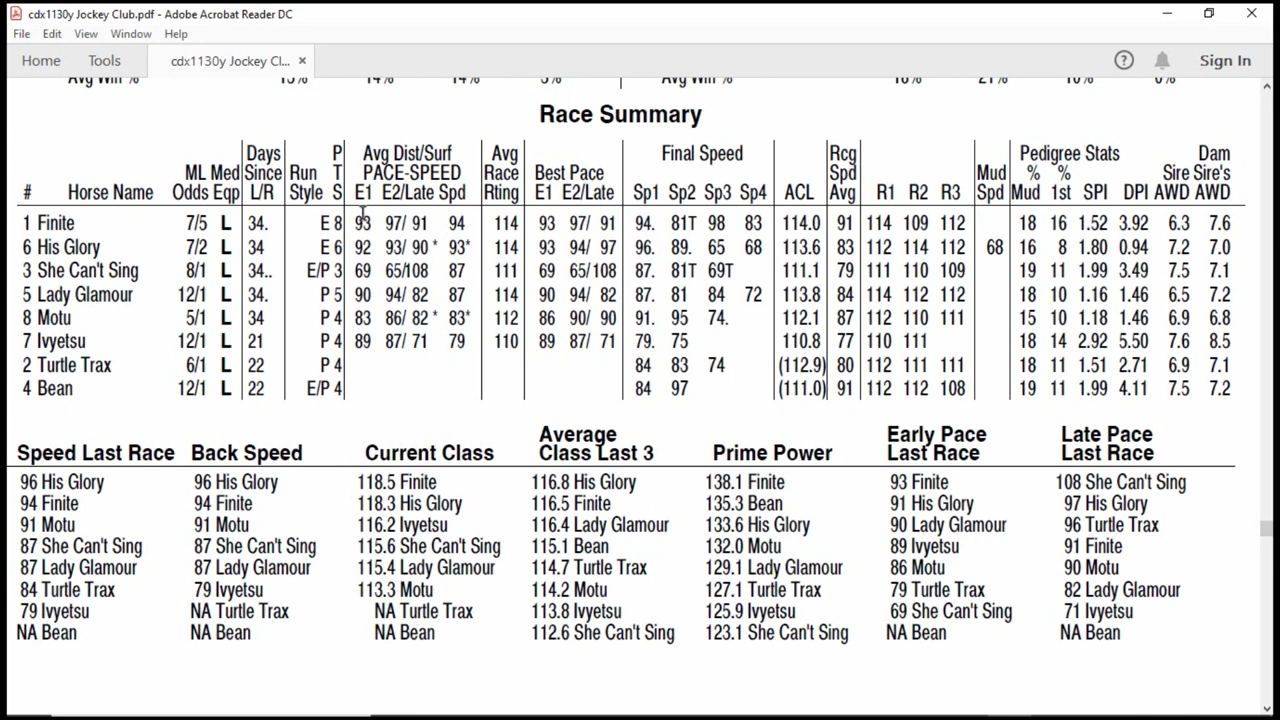 cdx1130y Jockey Club.pdf - Adobe Acrobat Reader DC
File Edit View Window Help
Home Tools cdx1130y Jockey Cl... × ? Sign In
Avg Win % 15% 14% 14% Avg Win % 21% 10% 0%
Race Summary
P Days T Avg Dist/Surf Avg Final Speed Rcg Pedigree Stats Dam
ML Med Since Run T PACE-SPEED Race Best Pace Spd Mud % % Sire Sire's
# Horse Name Odds Eqp L/R Style S E1 E2/Late Spd Rting E1 E2/Late Sp1 Sp2 Sp3 Sp4 ACL Avg R1 R2 R3 Spd Mud 1st SPI DPI AWD AWD
1 Finite 7/5 L 34. E 8 93 97/ 91 94 114 93 97/ 91 94. 81T 98 83 114.0 91 114 109 112 18 16 1.52 3.92 6.3 7.6
6 His Glory 7/2 L 34 E 6 92 93/ 90 * 93* 114 93 94/ 97 96. 89. 65 68 113.6 83 112 114 112 68 16 8 1.80 0.94 7.2 7.0
3 She Can't Sing 8/1 L 34.. E/P 3 69 65/108 87 111 69 65/108 87. 81T 69T 111.1 79 111 110 109 19 11 1.99 3.49 7.5 7.1
5 Lady Glamour 12/1 L 34. P 5 90 94/ 82 87 114 90 94/ 82 87. 81 84 72 113.8 84 114 112 112 18 10 1.16 1.46 6.5 7.2
8 Motu 5/1 L 34 P 4 83 86/ 82 * 83* 112 86 90/ 90 91. 95 74. 112.1 87 112 110 111 15 10 1.18 1.46 6.9 6.8
7 Ivyetsu 12/1 L 21 P 4 89 87/ 71 79 110 89 87/ 71 79. 75 110.8 77 110 111 18 14 2.92 5.50 7.6 8.5
2 Turtle Trax 6/1 L 22 P 4 84 83 74 (112.9) 80 112 111 111 18 11 1.51 2.71 6.9 7.1
4 Bean 12/1 L 22 E/P 4 84 97 (111.0) 91 112 112 108 19 11 1.99 4.11 7.5 7.2
Speed Last Race Back Speed Current Class Average Class Last 3 Prime Power Early Pace Last Race Late Pace Last Race
96 His Glory 96 His Glory 118.5 Finite 116.8 His Glory 138.1 Finite 93 Finite 108 She Can't Sing
94 Finite 94 Finite 118.3 His Glory 116.5 Finite 135.3 Bean 91 His Glory 97 His Glory
91 Motu 91 Motu 116.2 Ivyetsu 116.4 Lady Glamour 133.6 His Glory 90 Lady Glamour 96 Turtle Trax
87 She Can't Sing 87 She Can't Sing 115.6 She Can't Sing 115.1 Bean 132.0 Motu 89 Ivyetsu 91 Finite
87 Lady Glamour 87 Lady Glamour 115.4 Lady Glamour 114.7 Turtle Trax 129.1 Lady Glamour 86 Motu 90 Motu
84 Turtle Trax 79 Ivyetsu 113.3 Motu 114.2 Motu 127.1 Turtle Trax 79 Turtle Trax 82 Lady Glamour
79 Ivyetsu NA Turtle Trax NA Turtle Trax 113.8 Ivyetsu 125.9 Ivyetsu 69 She Can't Sing 71 Ivyetsu
NA Bean NA Bean NA Bean 112.6 She Can't Sing 123.1 She Can't Sing NA Bean NA Bean